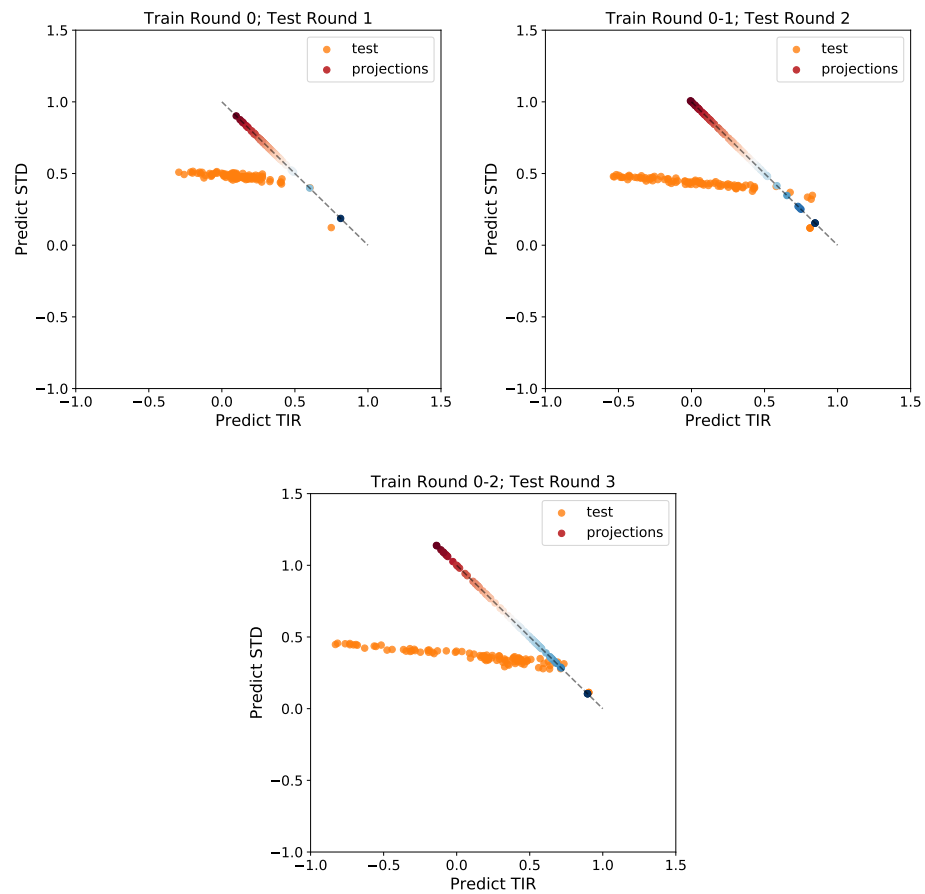 Train Round 0; Test Round 1
test
projections
1.5
1.0
0.5
0.0
−0.5
−1.0
Predict STD
−1.0 −0.5 0.0 0.5 1.0 1.5
Predict TIR
Train Round 0-1; Test Round 2
test
projections
1.5
1.0
0.5
0.0
−0.5
−1.0
Predict STD
−1.0 −0.5 0.0 0.5 1.0 1.5
Predict TIR
Train Round 0-2; Test Round 3
test
projections
1.5
1.0
0.5
0.0
−0.5
−1.0
Predict STD
−1.0 −0.5 0.0 0.5 1.0 1.5
Predict TIR